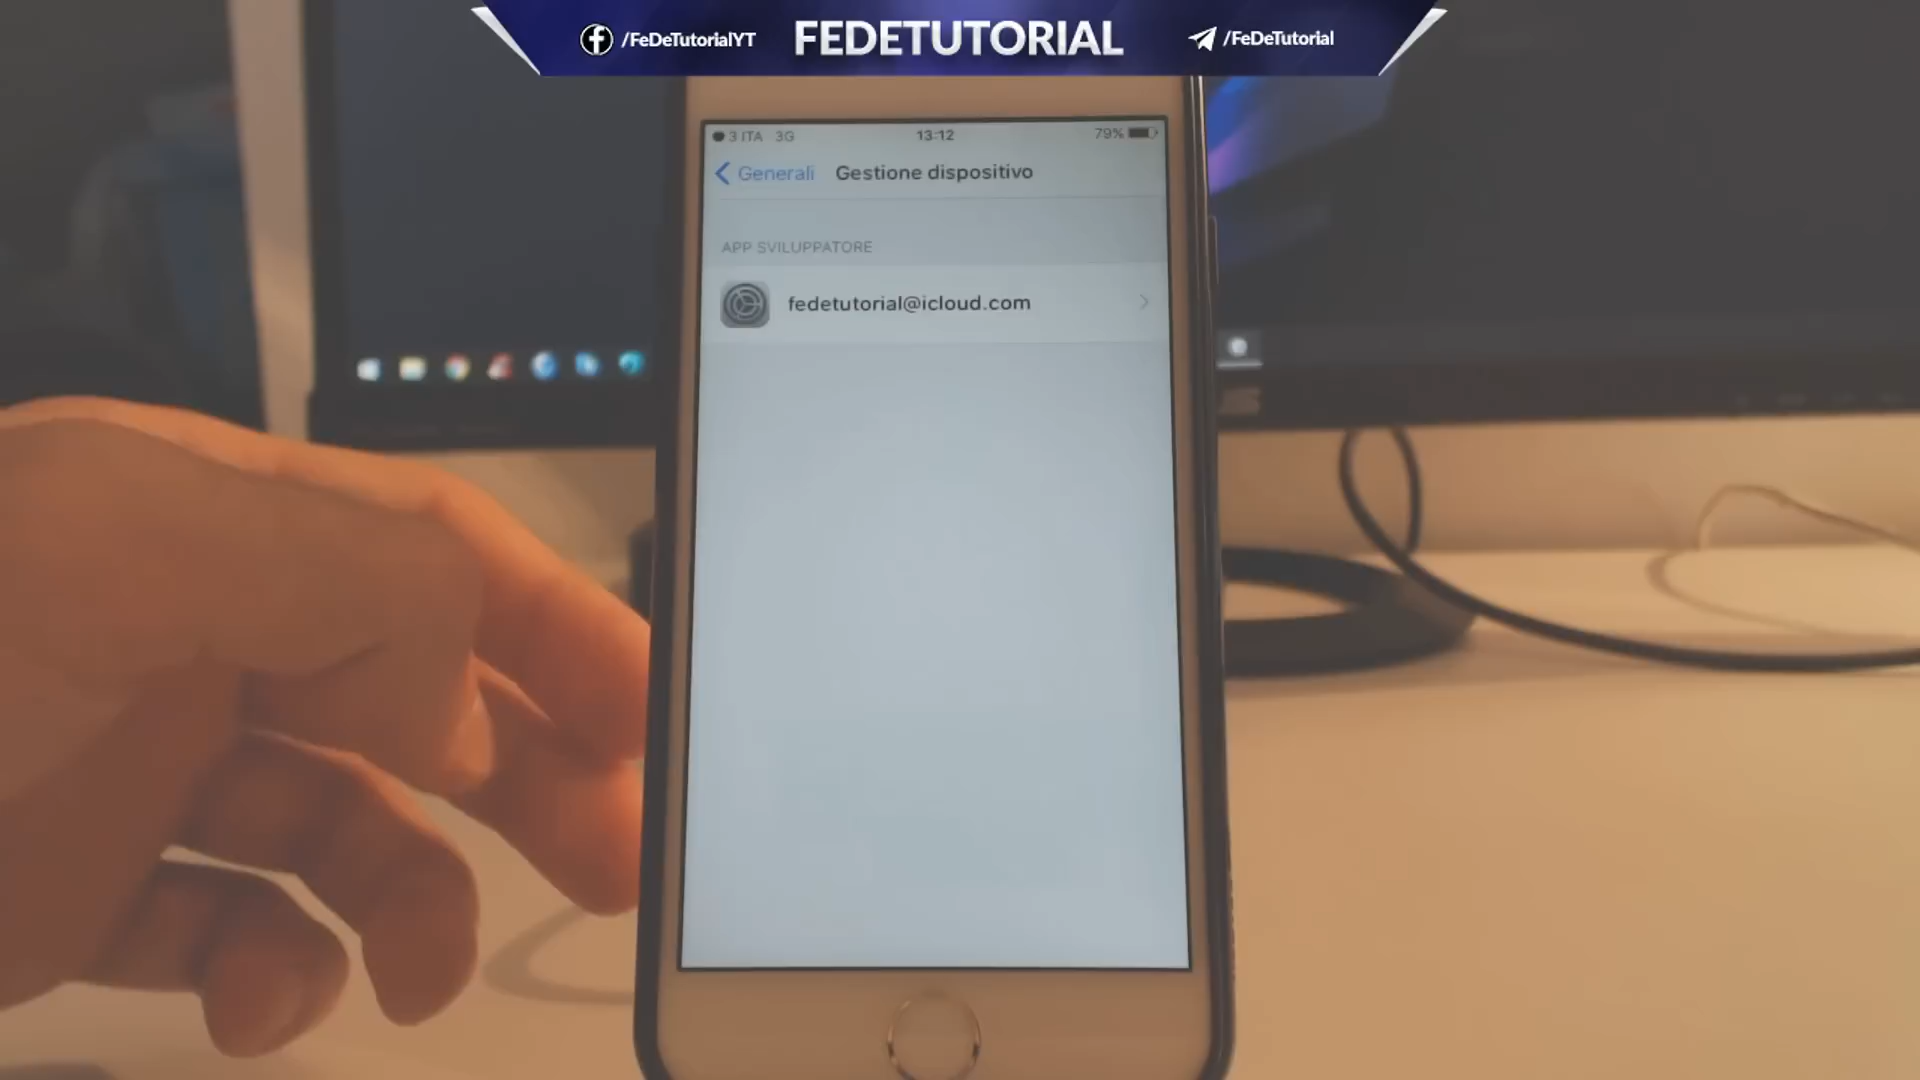 /FeDeTutorialYT
FEDETUTORIAL
/FeDeTutorial
3 ITA 3G 13:12 79%
Generali Gestione dispositivo
APP SVILUPPATORE
fedetutorial@icloud.com